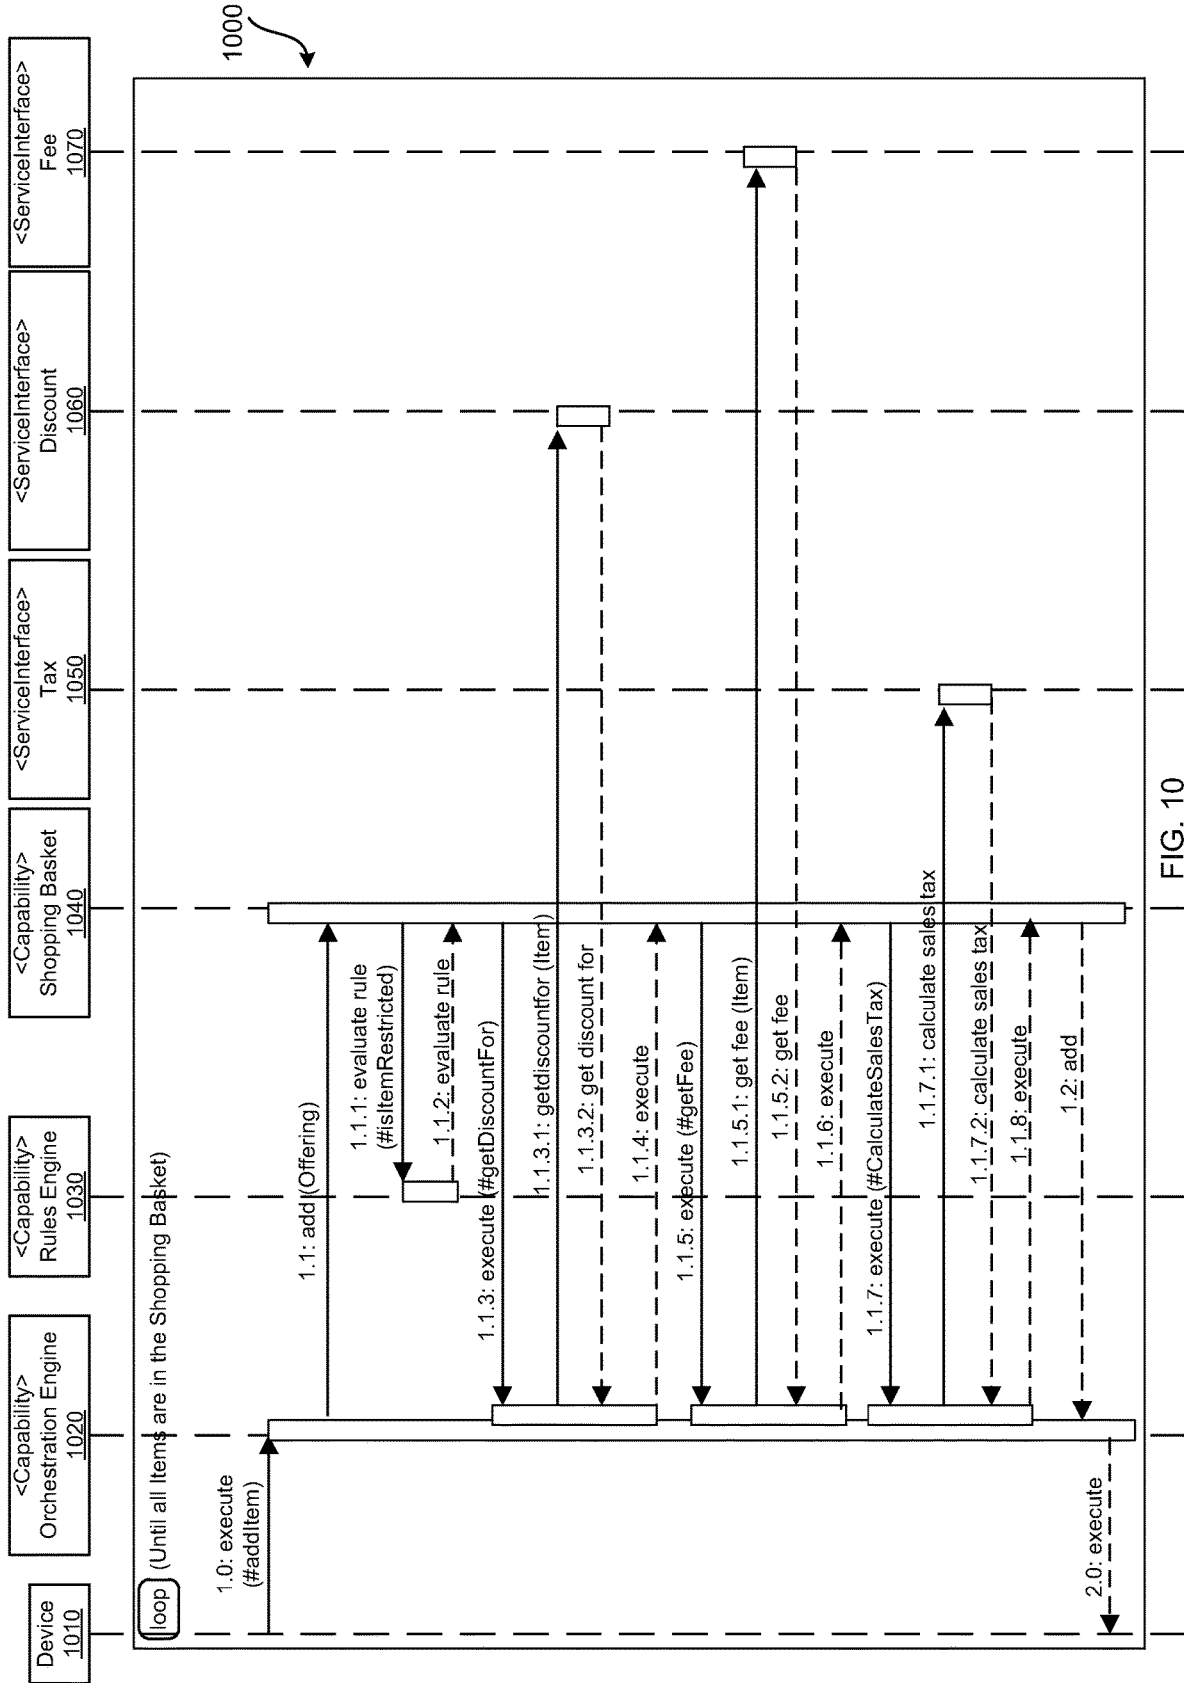 Device
1010
<Capability>
Orchestration Engine
1020
<Capability>
Rules Engine
1030
<Capability>
Shopping Basket
1040
<ServiceInterface>
Tax
1050
<ServiceInterface>
Discount
1060
<ServiceInterface>
Fee
1070
1000
loop (Until all Items are in the Shopping Basket)
1.0: execute
(#addItem)
1.1: add (Offering)
1.1.1: evaluate rule
(#isItemRestricted)
1.1.2: evaluate rule
1.1.3: execute (#getDiscountFor)
1.1.3.1: getdiscountfor (Item)
1.1.3.2: get discount for
1.1.4: execute
1.1.5: execute (#getFee)
1.1.5.1: get fee (Item)
1.1.5.2: get fee
1.1.6: execute
1.1.7: execute (#CalculateSalesTax)
1.1.7.1: calculate sales tax
1.1.7.2: calculate sales tax
1.1.8: execute
1.2: add
2.0: execute
FIG. 10